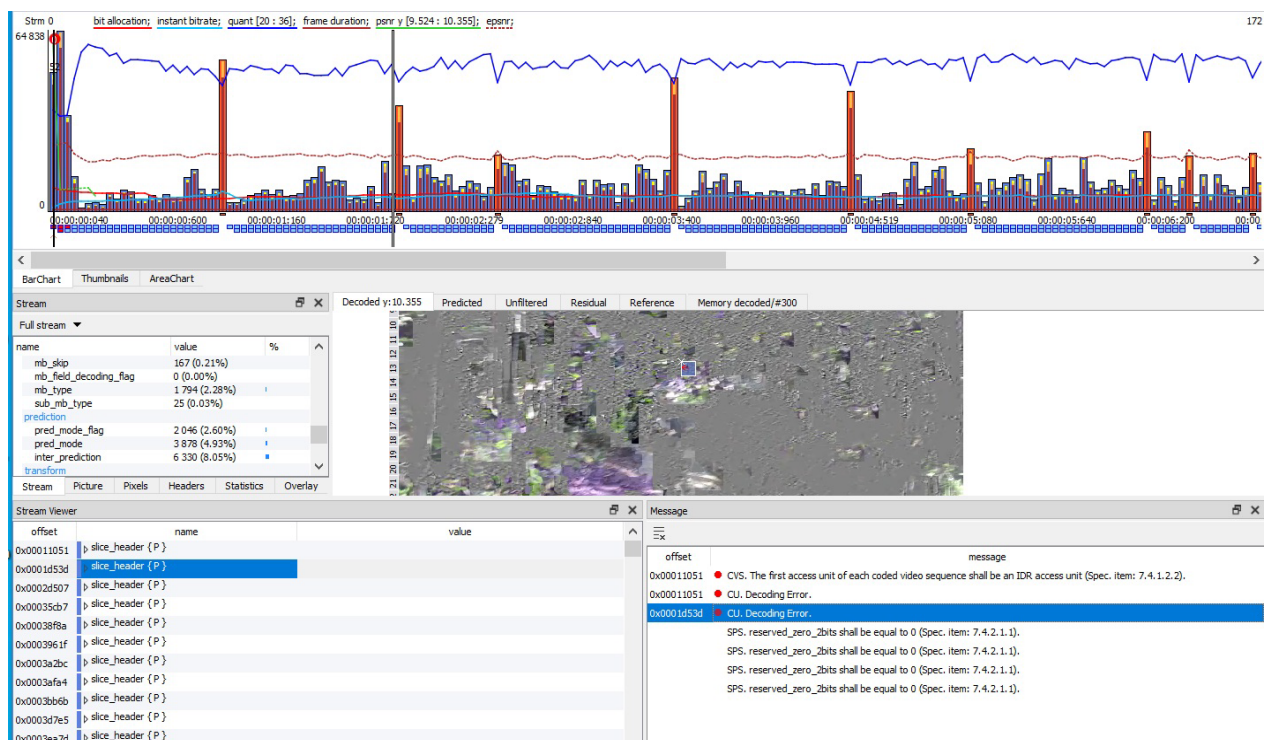 Strm 0 bit allocation; instant bitrate; quant [20 : 36]; frame duration; psnr y [9.524 : 10.355]; epsnr; 172
64 838
52
0
00:00:00:040 00:00:00:600 00:00:01:160 00:00:01:720 00:00:02:279 00:00:02:840 00:00:03:400 00:00:03:960 00:00:04:519 00:00:05:080 00:00:05:640 00:00:06:200 00:00
BarChart Thumbnails AreaChart
Stream
Decoded y:10.355 Predicted Unfiltered Residual Reference Memory decoded/#300
Full stream
name value %
mb_skip 167 (0.21%)
mb_field_decoding_flag 0 (0.00%)
mb_type 1 794 (2.28%)
sub_mb_type 25 (0.03%)
prediction
pred_mode_flag 2 046 (2.60%)
pred_mode 3 878 (4.93%)
inter_prediction 6 330 (8.05%)
transform
Stream Picture Pixels Headers Statistics Overlay
10
11
12
13
14
15
16
17
18
19
20
21
Stream Viewer
offset name value
0x00011051 slice_header { P }
0x0001d53d slice_header { P }
0x0002d507 slice_header { P }
0x00035cb7 slice_header { P }
0x00038f8a slice_header { P }
0x0003961f slice_header { P }
0x0003a2bc slice_header { P }
0x0003afa4 slice_header { P }
0x0003bb6b slice_header { P }
0x0003d7e5 slice_header { P }
0x0003ea7d slice_header { P }
Message
offset message
0x00011051 CVS. The first access unit of each coded video sequence shall be an IDR access unit (Spec. item: 7.4.1.2.2).
0x00011051 CU. Decoding Error.
0x0001d53d CU. Decoding Error.
SPS. reserved_zero_2bits shall be equal to 0 (Spec. item: 7.4.2.1.1).
SPS. reserved_zero_2bits shall be equal to 0 (Spec. item: 7.4.2.1.1).
SPS. reserved_zero_2bits shall be equal to 0 (Spec. item: 7.4.2.1.1).
SPS. reserved_zero_2bits shall be equal to 0 (Spec. item: 7.4.2.1.1).